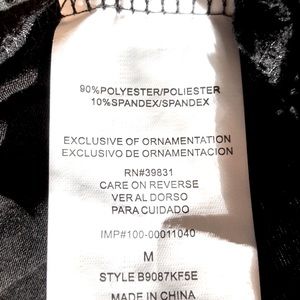 90%POLYESTER/POLIESTER
10%SPANDEX/SPANDEX
EXCLUSIVE OF ORNAMENTATION
EXCLUSIVO DE ORNAMENTACION
RN#39831
CARE ON REVERSE
VER AL DORSO
PARA CUIDADO
IMP#100-00011040
M
STYLE B9087KF5E
MADE IN CHINA